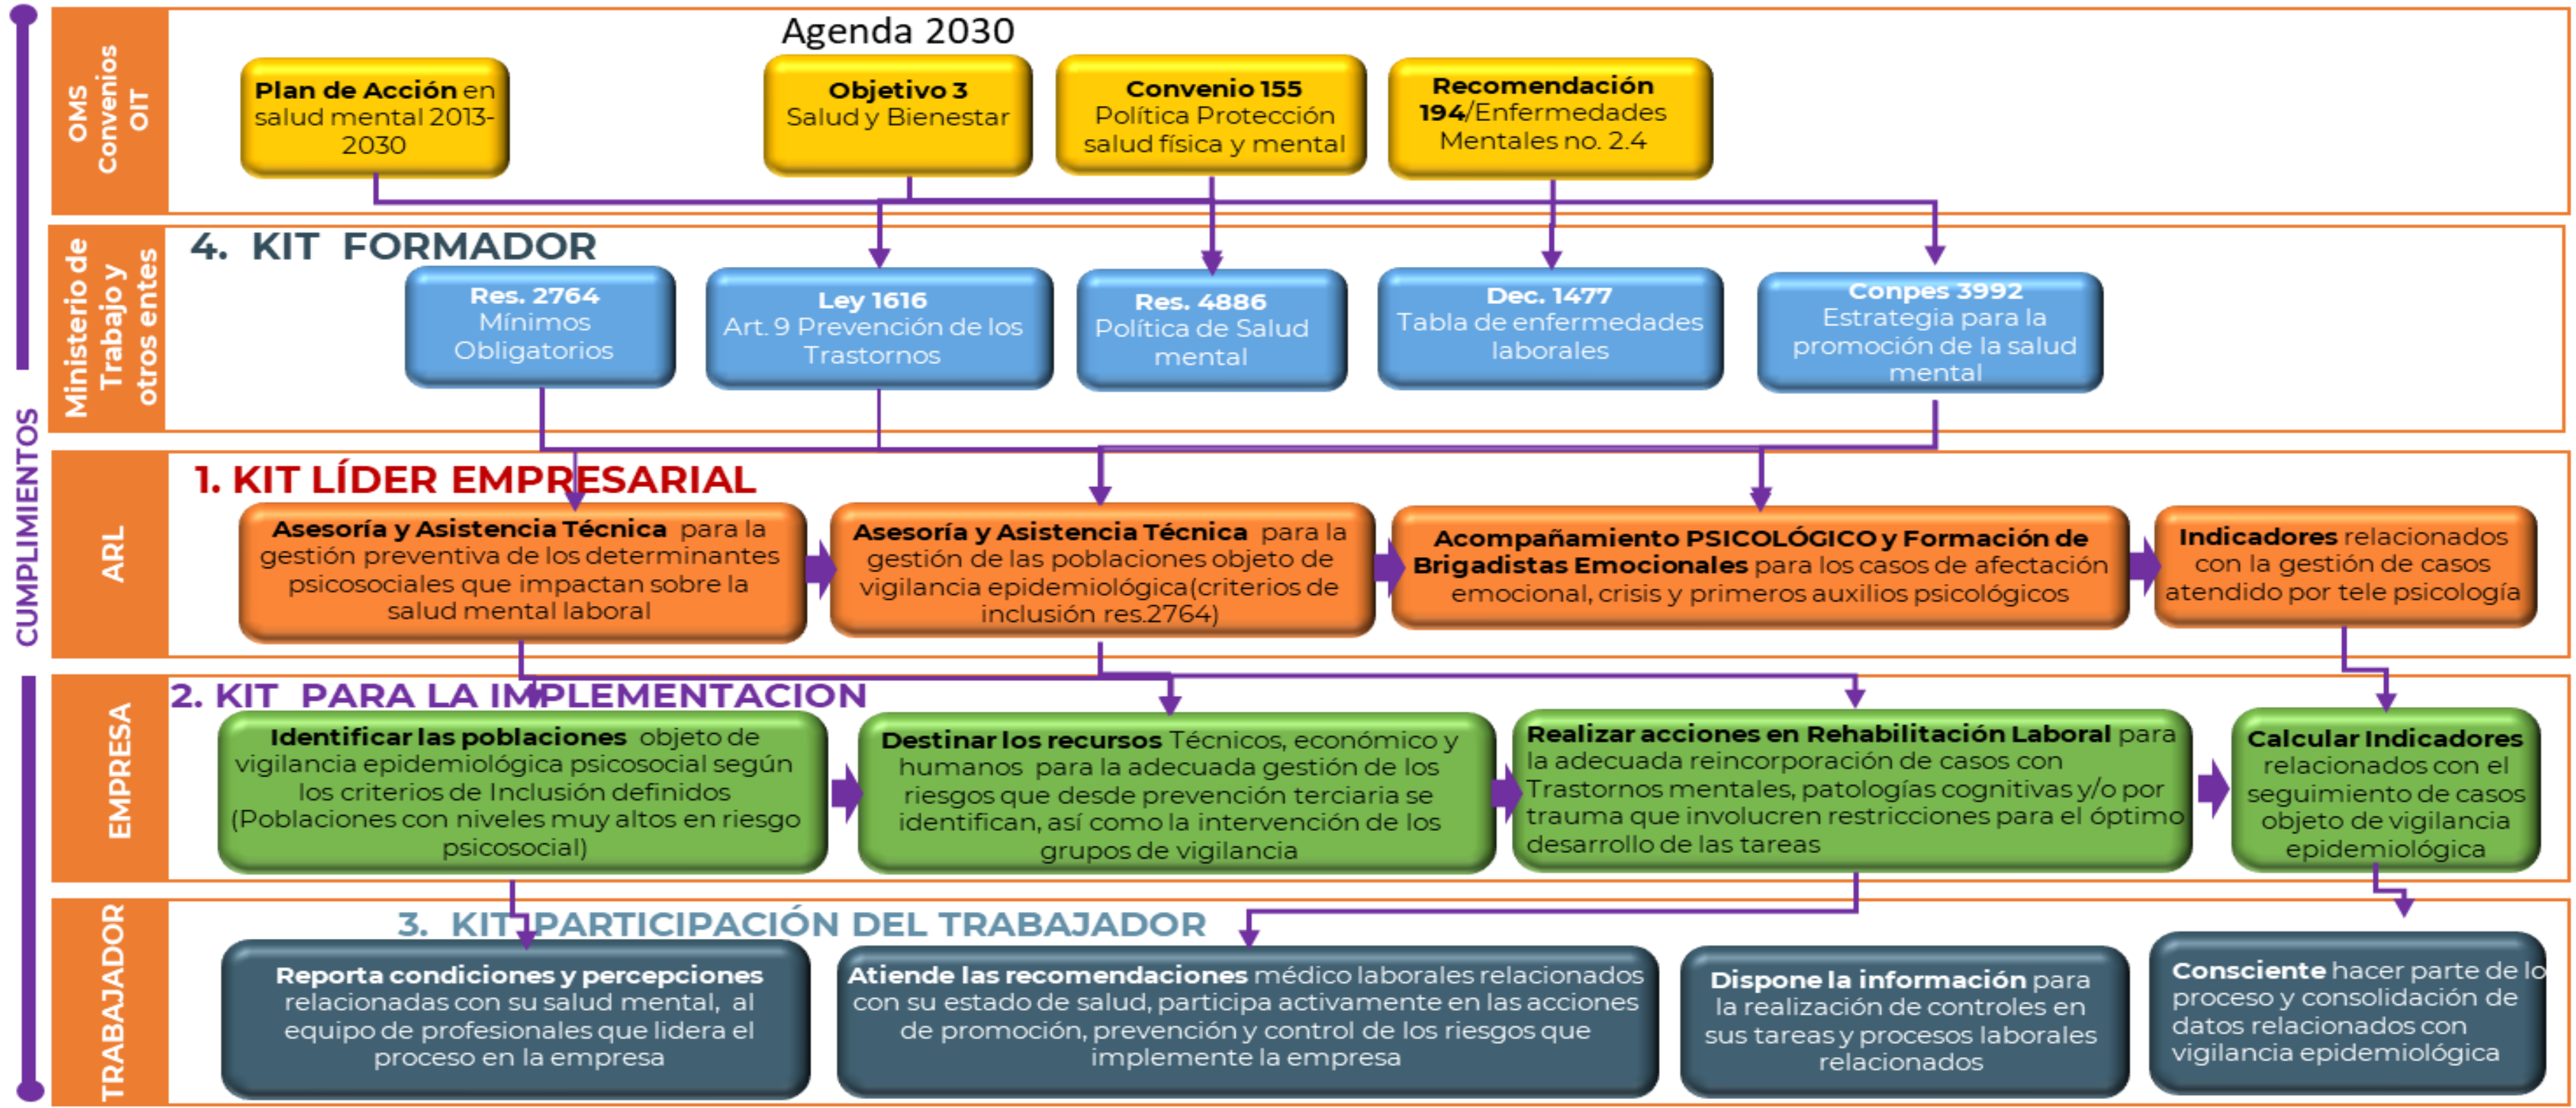 CUMPLIMIENTOS
OMS
Convenios
OIT
Agenda 2030
Plan de Acción en
salud mental 2013-
2030
Objetivo 3
Salud y Bienestar
Convenio 155
Política Protección
salud física y mental
Recomendación
194/Enfermedades
Mentales no. 2.4
Ministerio de
Trabajo y
otros entes
4. KIT FORMADOR
Res. 2764
Mínimos
Obligatorios
Ley 1616
Art. 9 Prevención de los
Trastornos
Res. 4886
Política de Salud
mental
Dec. 1477
Tabla de enfermedades
laborales
Conpes 3992
Estrategia para la
promoción de la salud
mental
ARL
1. KIT LÍDER EMPRESARIAL
Asesoría y Asistencia Técnica para la
gestión preventiva de los determinantes
psicosociales que impactan sobre la
salud mental laboral
Asesoría y Asistencia Técnica para la
gestión de las poblaciones objeto de
vigilancia epidemiológica(criterios de
inclusión res.2764)
Acompañamiento PSICOLÓGICO y Formación de
Brigadistas Emocionales para los casos de afectación
emocional, crisis y primeros auxilios psicológicos
Indicadores relacionados
con la gestión de casos
atendido por tele psicología
EMPRESA
2. KIT PARA LA IMPLEMENTACION
Identificar las poblaciones objeto de
vigilancia epidemiológica psicosocial según
los criterios de Inclusión definidos
(Poblaciones con niveles muy altos en riesgo
psicosocial)
Destinar los recursos Técnicos, económico y
humanos para la adecuada gestión de los
riesgos que desde prevención terciaria se
identifican, así como la intervención de los
grupos de vigilancia
Realizar acciones en Rehabilitación Laboral para
la adecuada reincorporación de casos con
Trastornos mentales, patologías cognitivas y/o por
trauma que involucren restricciones para el óptimo
desarrollo de las tareas
Calcular Indicadores
relacionados con el
seguimiento de casos
objeto de vigilancia
epidemiológica
TRABAJADOR
3. KIT PARTICIPACIÓN DEL TRABAJADOR
Reporta condiciones y percepciones
relacionadas con su salud mental, al
equipo de profesionales que lidera el
proceso en la empresa
Atiende las recomendaciones médico laborales relacionados
con su estado de salud, participa activamente en las acciones
de promoción, prevención y control de los riesgos que
implemente la empresa
Dispone la información para
la realización de controles en
sus tareas y procesos laborales
relacionados
Consciente hacer parte de lo
proceso y consolidación de
datos relacionados con
vigilancia epidemiológica